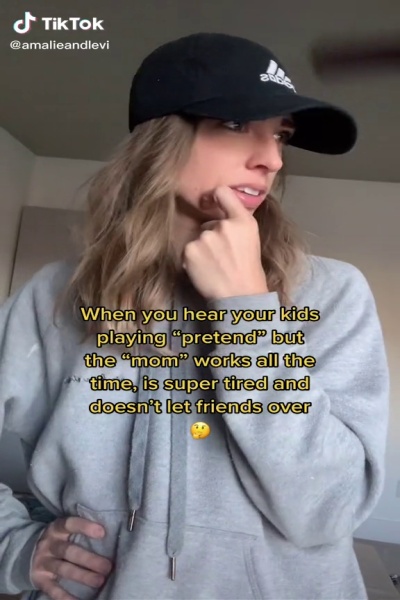 TikTok
@amalieandlevi
adidas
When you hear your kids
playing “pretend” but
the “mom” works all the
time, is super tired and
doesn’t let friends over
🤔